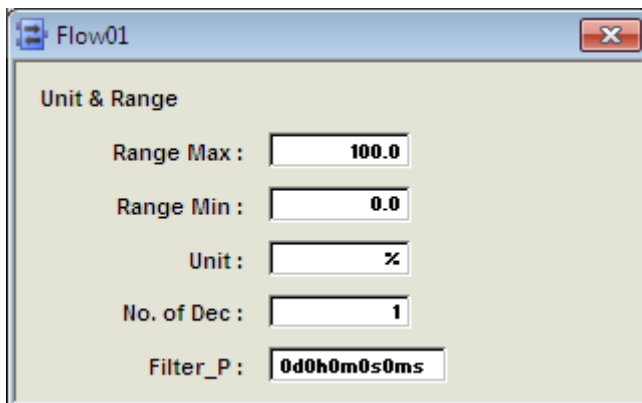 Flow01
Unit & Range
Range Max : 100.0
Range Min : 0.0
Unit : %
No. of Dec : 1
Filter_P : 0d0h0m0s0ms